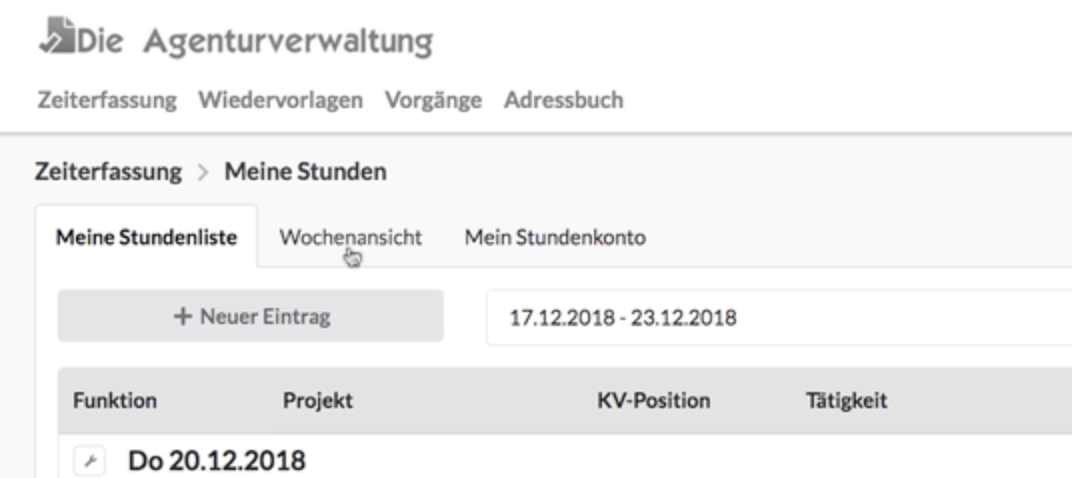 Die Agenturverwaltung
Zeiterfassung Wiedervorlagen Vorgänge Adressbuch
Zeiterfassung > Meine Stunden
Meine Stundenliste Wochenansicht Mein Stundenkonto
+ Neuer Eintrag 17.12.2018 - 23.12.2018
Funktion Projekt KV-Position Tätigkeit
Do 20.12.2018